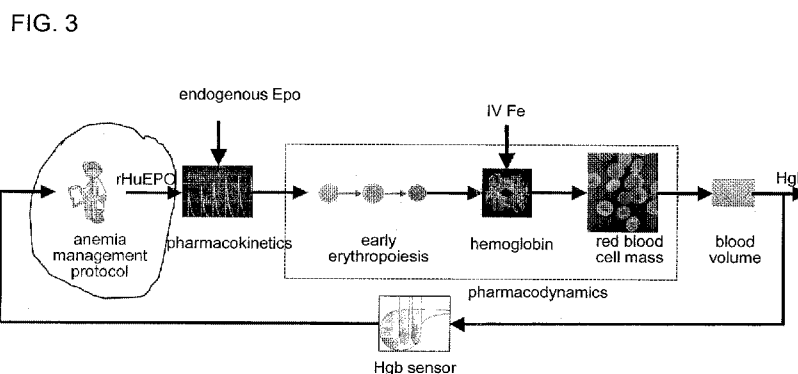 FIG. 3
endogenous Epo
IV Fe
rHuEPO
Hgb
anemia
management
protocol
pharmacokinetics
early
erythropoiesis
hemoglobin
red blood
cell mass
blood
volume
pharmacodynamics
Hgb sensor